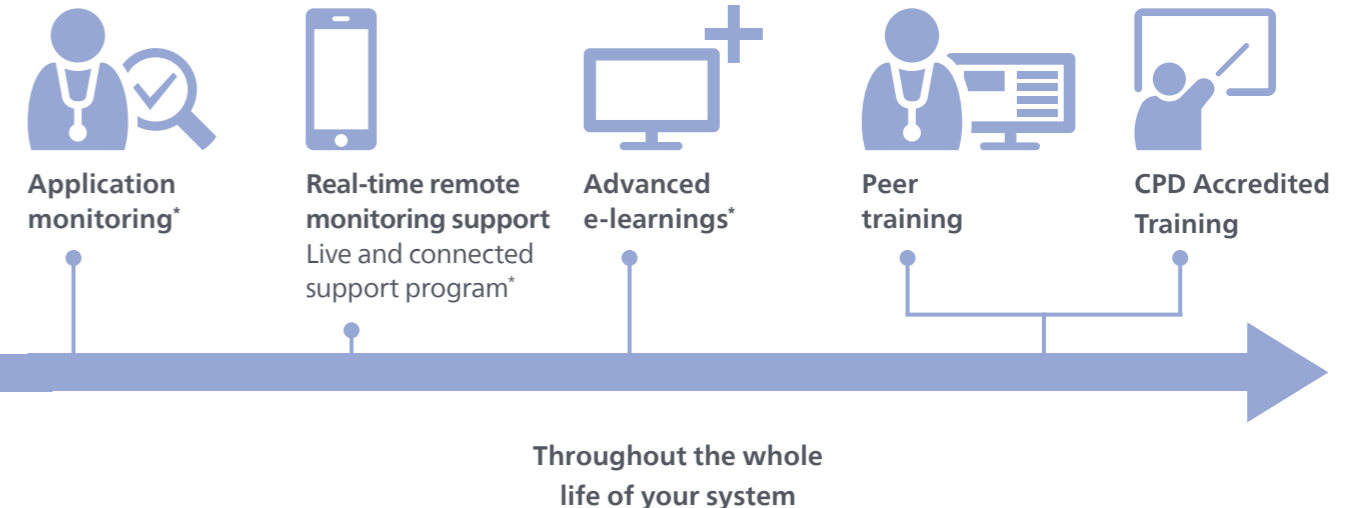 Application
monitoring*
Real-time remote
monitoring support
Live and connected
support program*
Advanced
e-learnings*
Peer
training
CPD Accredited
Training
Throughout the whole
life of your system